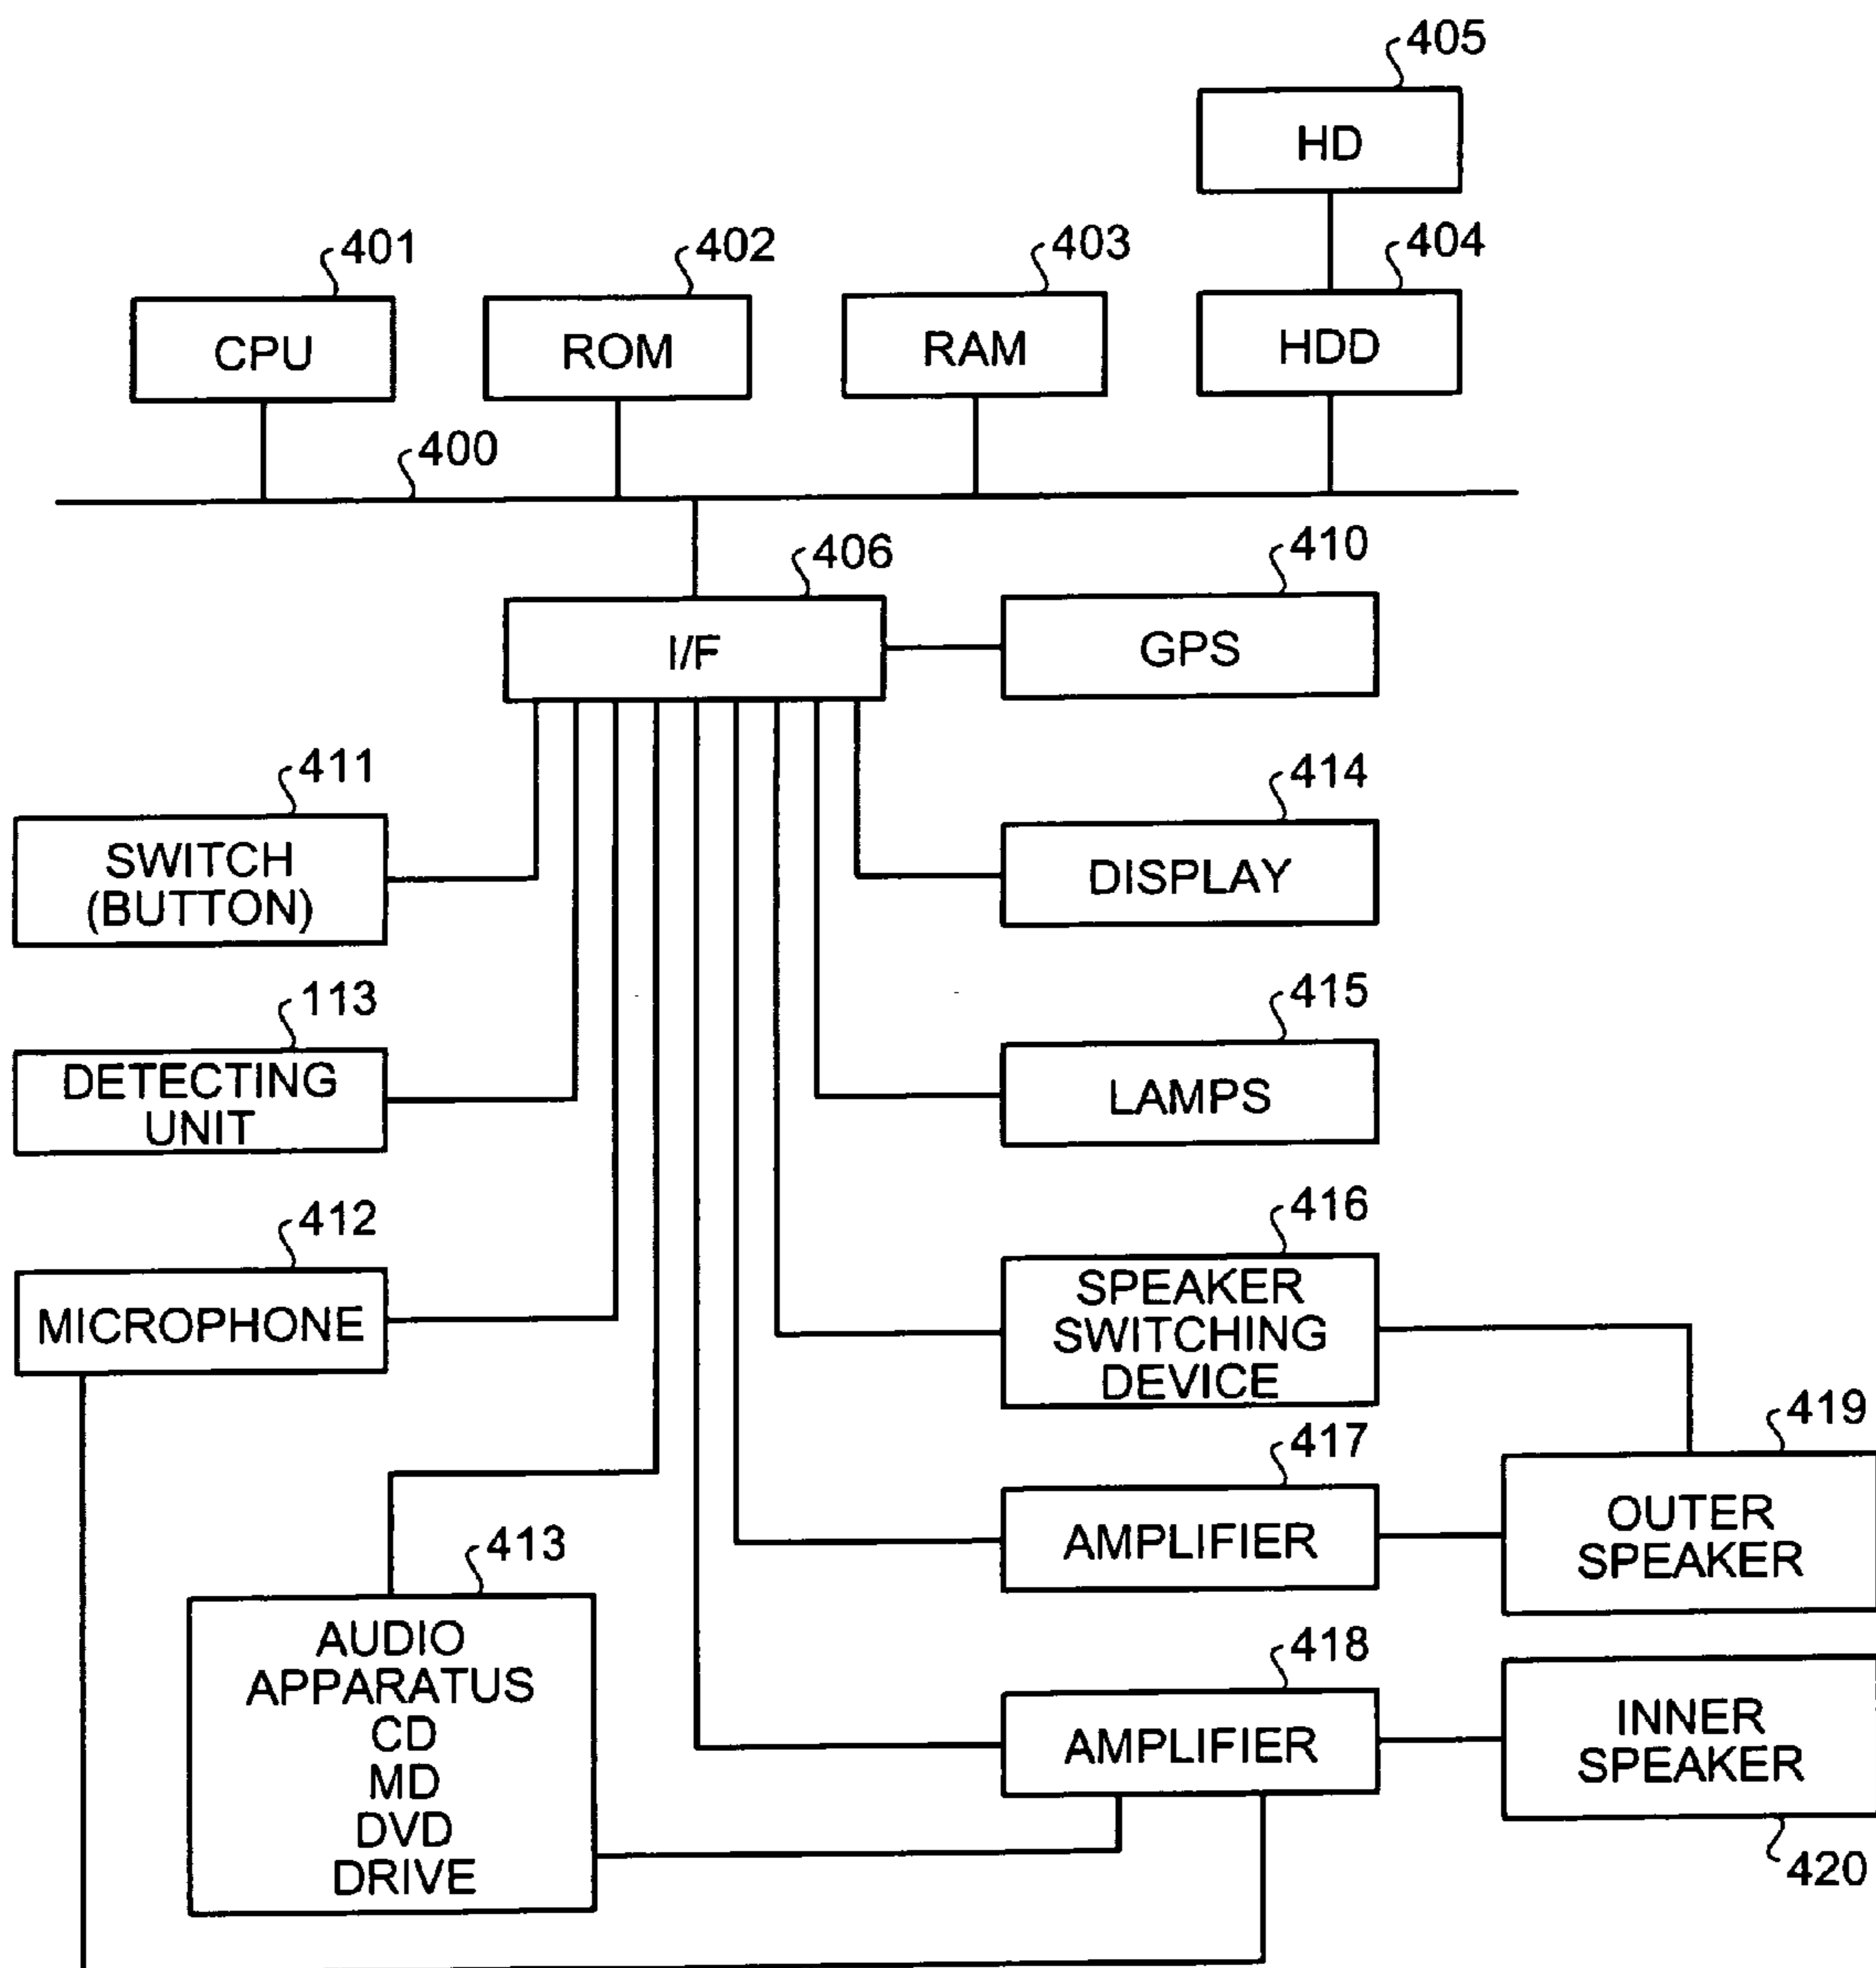 405
HD
401
402
403
404
CPU
ROM
RAM
HDD
400
406
410
I/F
GPS
411
414
SWITCH
(BUTTON)
DISPLAY
113
415
DETECTING
UNIT
LAMPS
412
416
MICROPHONE
SPEAKER
SWITCHING
DEVICE
419
417
OUTER
SPEAKER
AMPLIFIER
413
AUDIO
APPARATUS
CD
MD
DVD
DRIVE
418
AMPLIFIER
INNER
SPEAKER
420